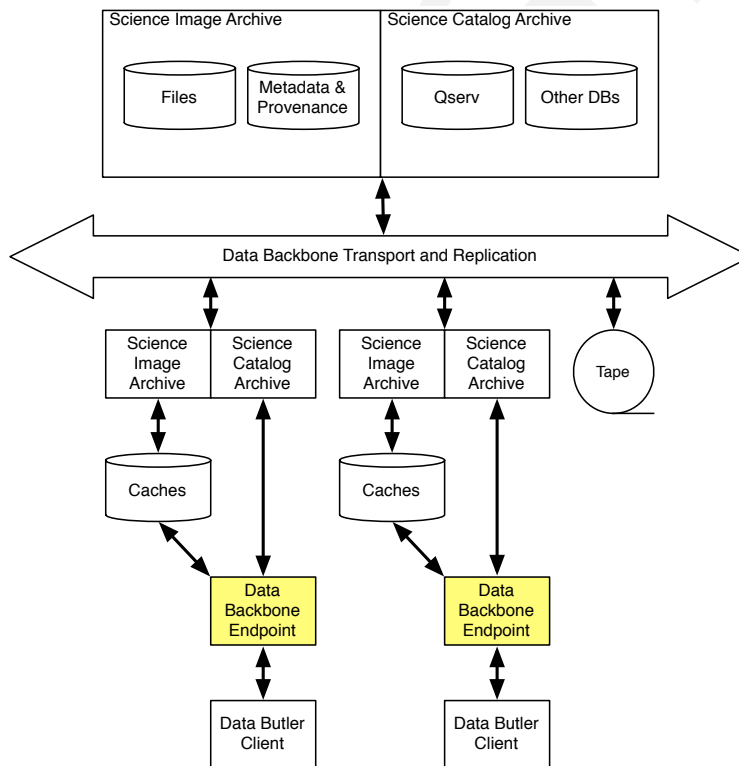 Science Image Archive
Science Catalog Archive
Files
Metadata &
Provenance
Qserv
Other DBs
Data Backbone Transport and Replication
Science
Image
Archive
Science
Catalog
Archive
Science
Image
Archive
Science
Catalog
Archive
Tape
Caches
Caches
Data
Backbone
Endpoint
Data
Backbone
Endpoint
Data Butler
Client
Data Butler
Client